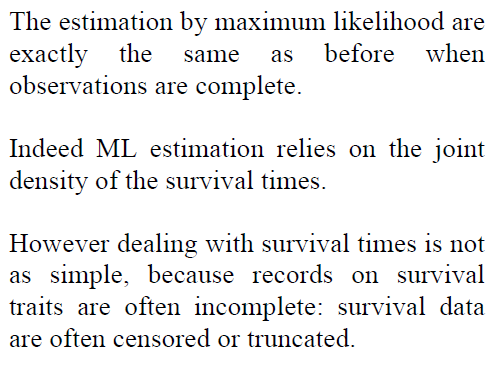 The estimation by maximum likelihood are
exactly the same as before when
observations are complete.
Indeed ML estimation relies on the joint
density of the survival times.
However dealing with survival times is not
as simple, because records on survival
traits are often incomplete: survival data
are often censored or truncated.